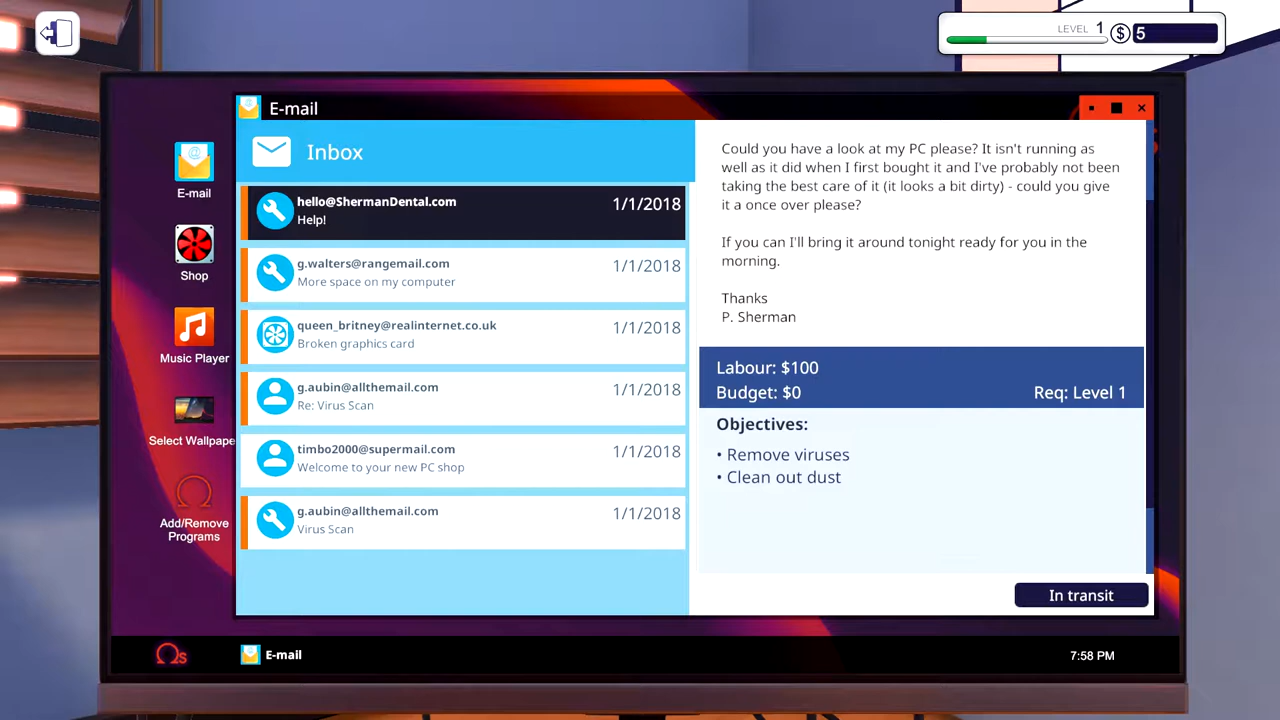 LEVEL 1
$ 5
E-mail
E-mail
Shop
Music Player
Select Wallpape
Add/Remove
Programs
Inbox
hello@ShermanDental.com 1/1/2018
Help!
g.walters@rangemail.com 1/1/2018
More space on my computer
queen_britney@realinternet.co.uk 1/1/2018
Broken graphics card
g.aubin@allthemail.com 1/1/2018
Re: Virus Scan
timbo2000@supermail.com 1/1/2018
Welcome to your new PC shop
g.aubin@allthemail.com 1/1/2018
Virus Scan
Could you have a look at my PC please? It isn't running as
well as it did when I first bought it and I've probably not been
taking the best care of it (it looks a bit dirty) - could you give
it a once over please?
If you can I'll bring it around tonight ready for you in the
morning.
Thanks
P. Sherman
Labour: $100
Budget: $0 Req: Level 1
Objectives:
• Remove viruses
• Clean out dust
In transit
Ωs E-mail 7:58 PM